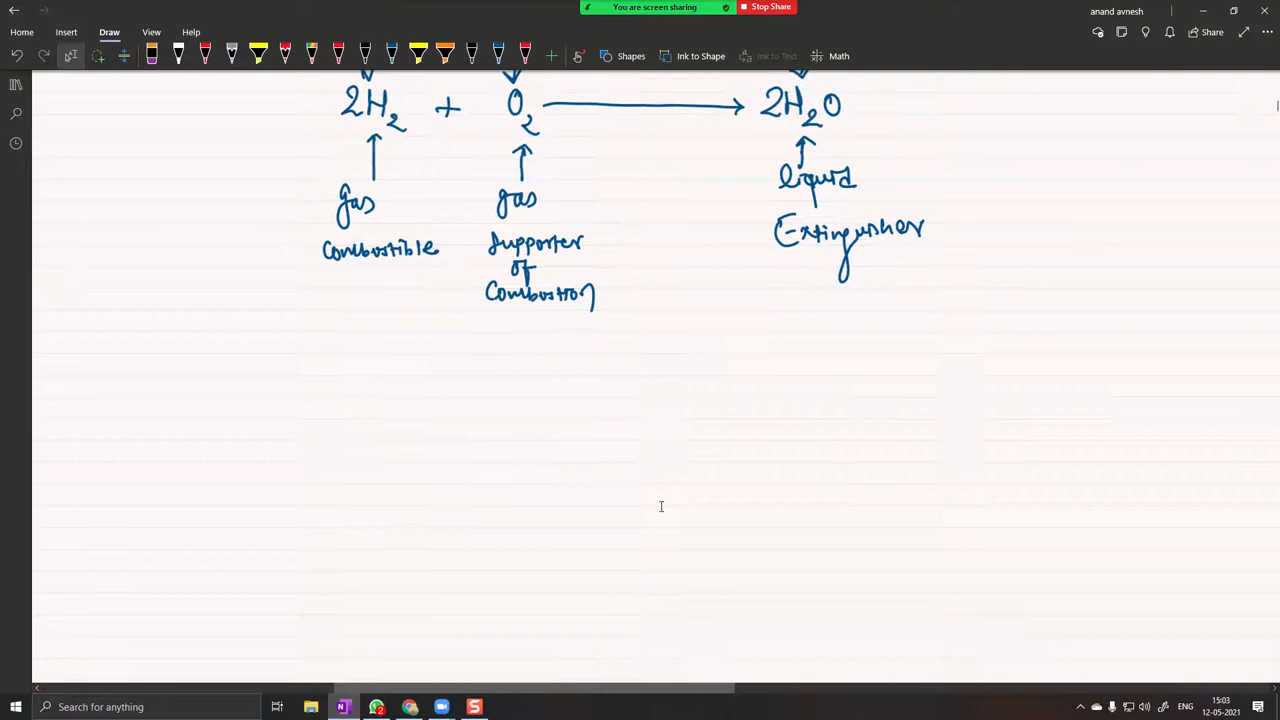 You are screen sharing
Stop Share
anand avnesh
Home Insert Draw View Help
Share
Shapes
Ink to Shape
Ink to Text
Math
2H2 + O2 → 2H2O
gas
gas
liquid
Combustible
Supporter
of
Combustion
Extinguisher
Search for anything
2
N
S
ENG
15:03
12-05-2021